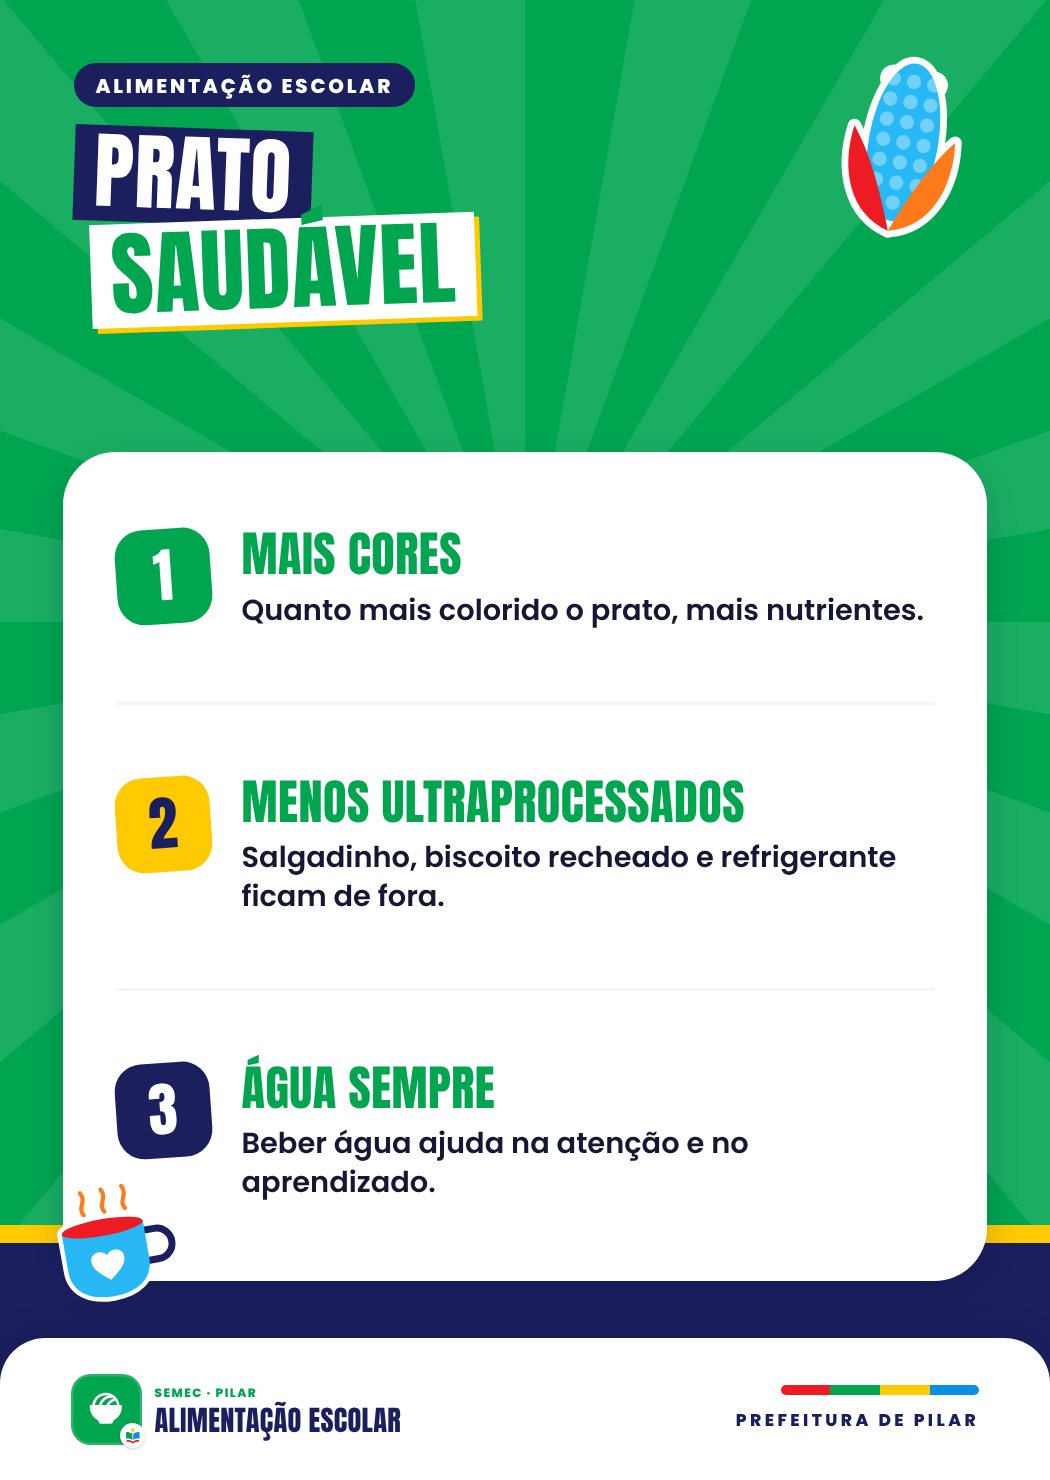 ALIMENTAÇÃO ESCOLAR
PRATO
SAUDÁVEL
1
MAIS CORES
Quanto mais colorido o prato, mais nutrientes.
2
MENOS ULTRAPROCESSADOS
Salgadinho, biscoito recheado e refrigerante
ficam de fora.
3
ÁGUA SEMPRE
Beber água ajuda na atenção e no
aprendizado.
SEMEC · PILAR
ALIMENTAÇÃO ESCOLAR
PREFEITURA DE PILAR